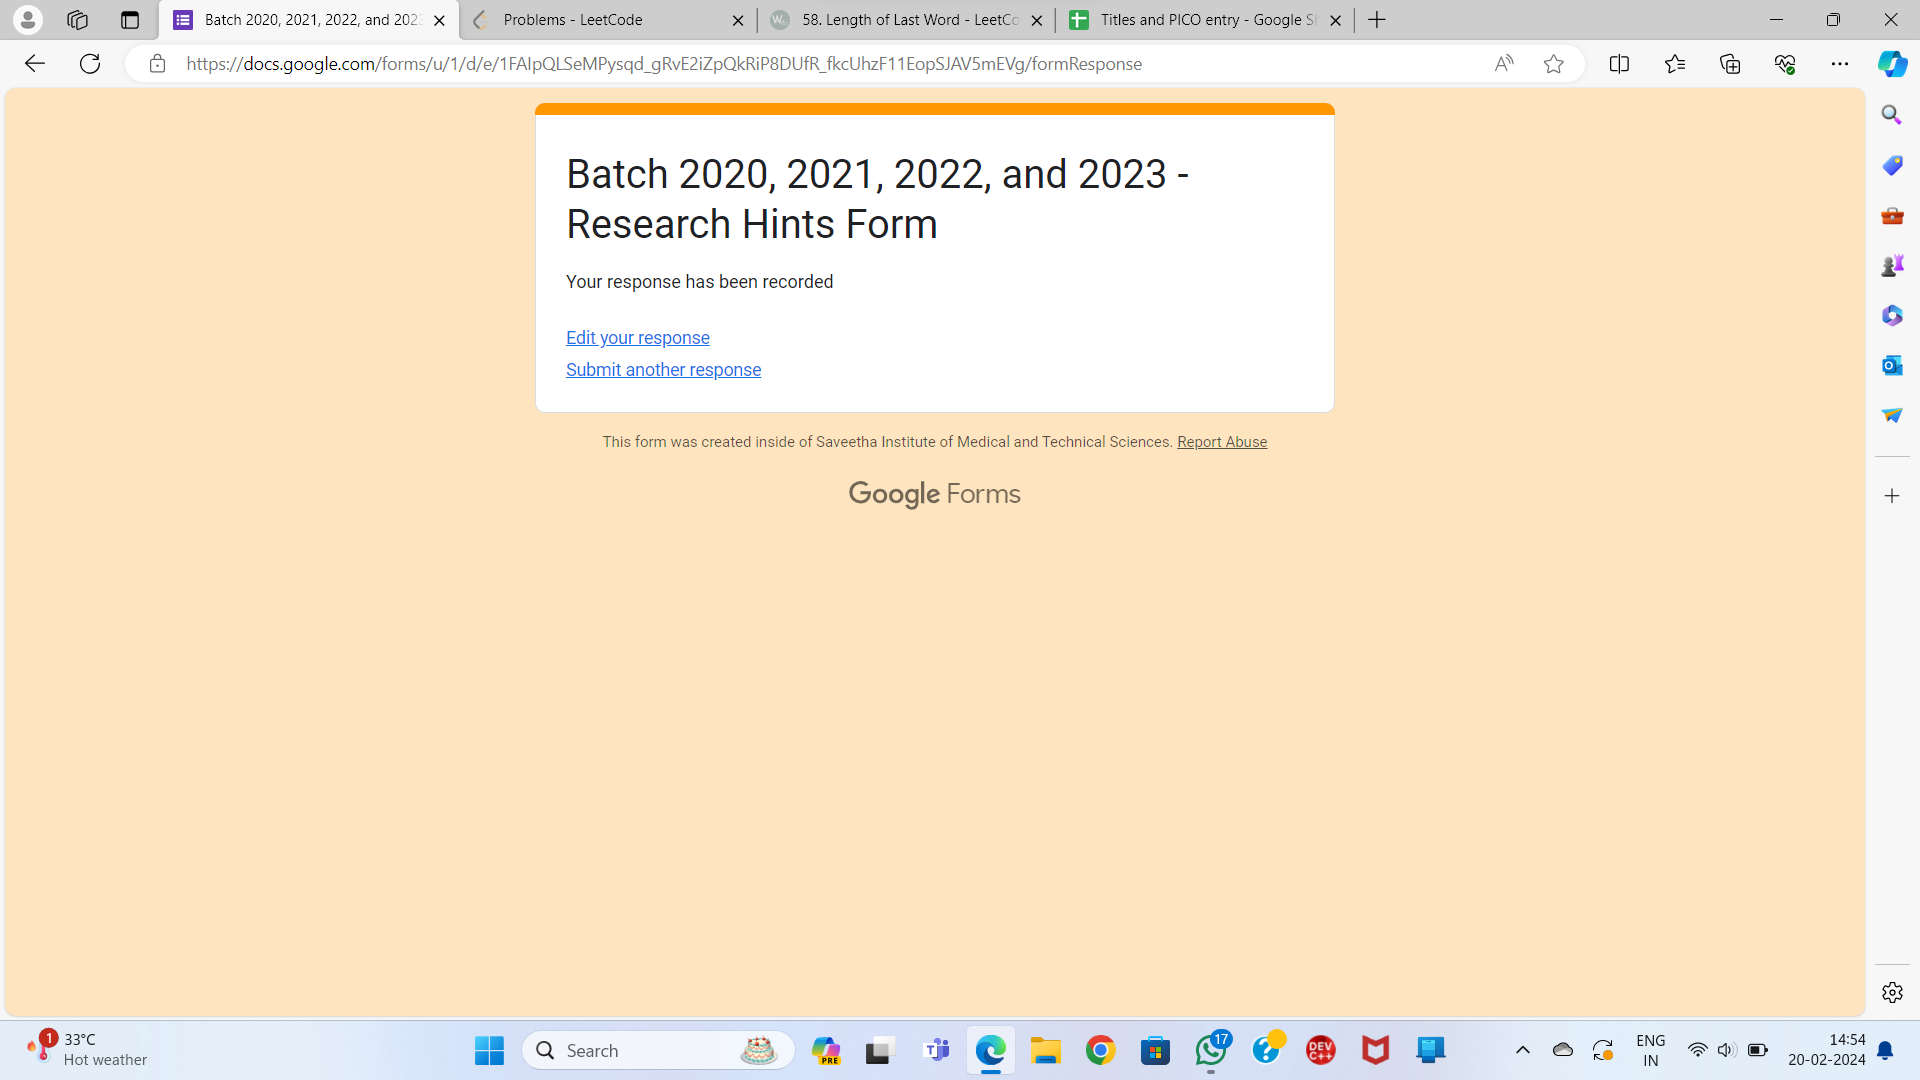 Batch 2020, 2021, 2022, and 202
Problems - LeetCode
58. Length of Last Word - LeetCo
Titles and PICO entry - Google Sh
https://docs.google.com/forms/u/1/d/e/1FAIpQLSeMPysqd_gRvE2iZpQkRiP8DUfR_fkcUhzF11EopSJAV5mEVg/formResponse
Batch 2020, 2021, 2022, and 2023 -
Research Hints Form
Your response has been recorded
Edit your response
Submit another response
This form was created inside of Saveetha Institute of Medical and Technical Sciences. Report Abuse
Google Forms
1
33°C
Hot weather
Search
PRE
17
DEV
C++
ENG
IN
14:54
20-02-2024